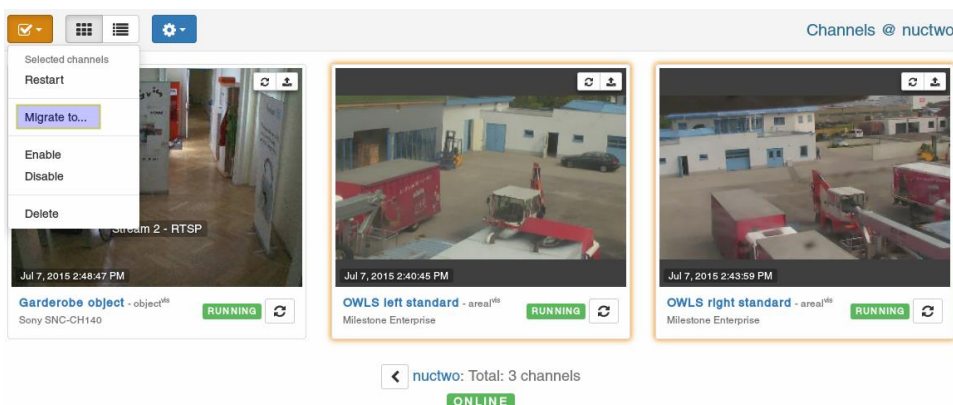 Channels @ nuctwo
Selected channels
Restart
Migrate to...
Enable
Disable
Delete
Stream 2 - RTSP
Jul 7, 2015 2:48:47 PM
Garderobe object - objectvis
RUNNING
Sony SNC-CH140
Jul 7, 2015 2:40:45 PM
OWLS left standard - arealvis
RUNNING
Milestone Enterprise
Jul 7, 2015 2:43:59 PM
OWLS right standard - arealvis
RUNNING
Milestone Enterprise
nuctwo: Total: 3 channels
ONLINE